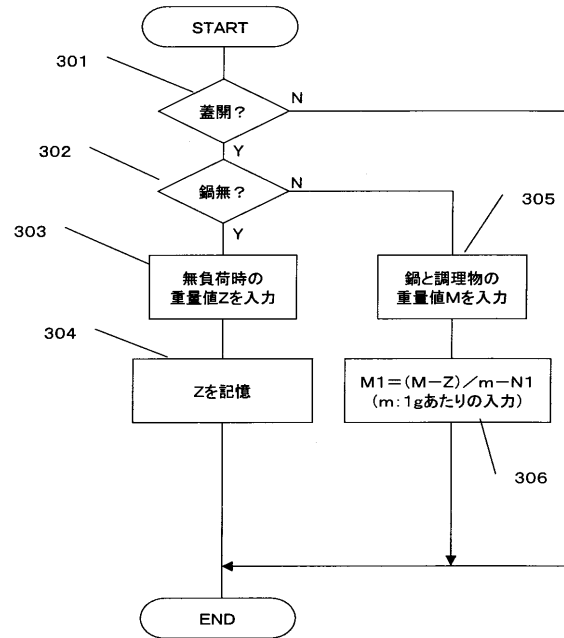 START
301
蓋開？
N
Y
302
鍋無？
N
Y
303
無負荷時の
重量値Zを入力
304
Zを記憶
305
鍋と調理物の
重量値Mを入力
M1＝(M－Z)／m－N1
(m：1gあたりの入力)
306
END